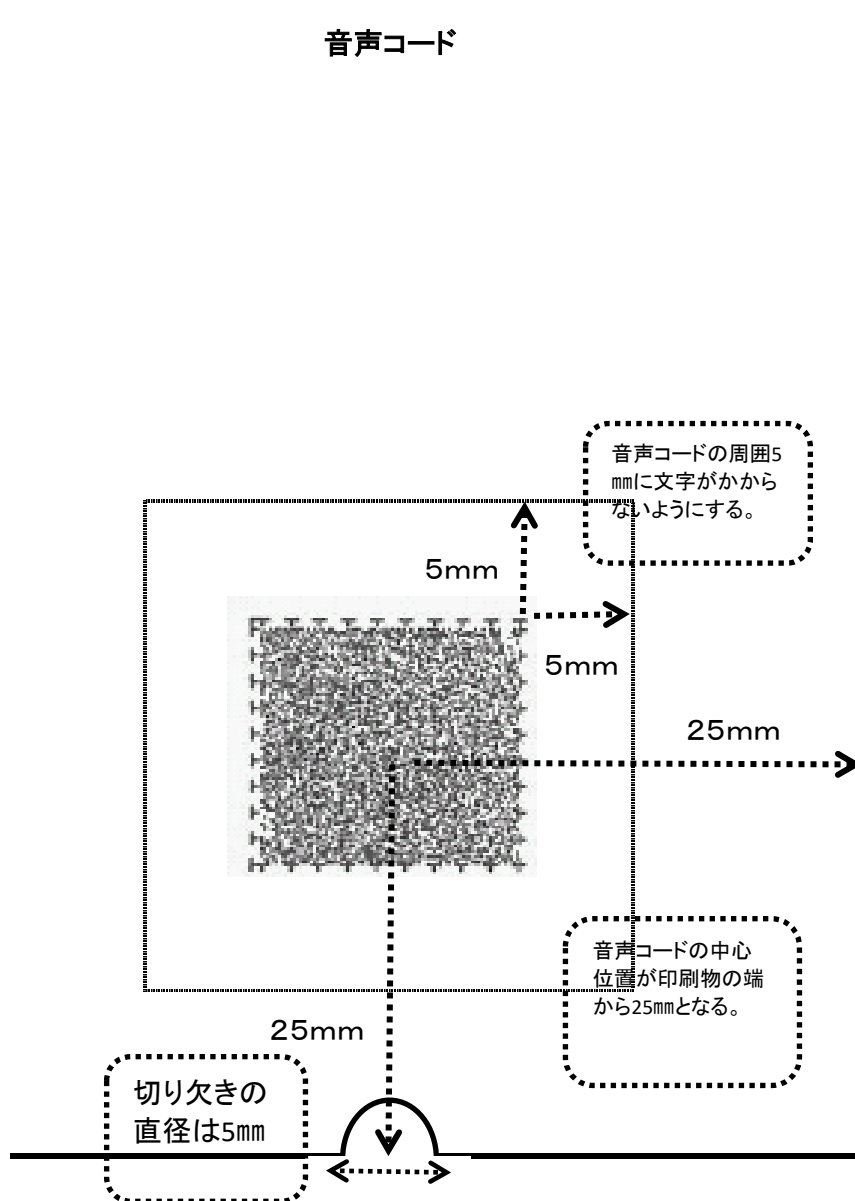 音声コード
音声コードの周囲5
㎜に文字がかから
ないようにする。
5mm
5mm
25mm
音声コードの中心
位置が印刷物の端
から25㎜となる。
25mm
切り欠きの
直径は5㎜